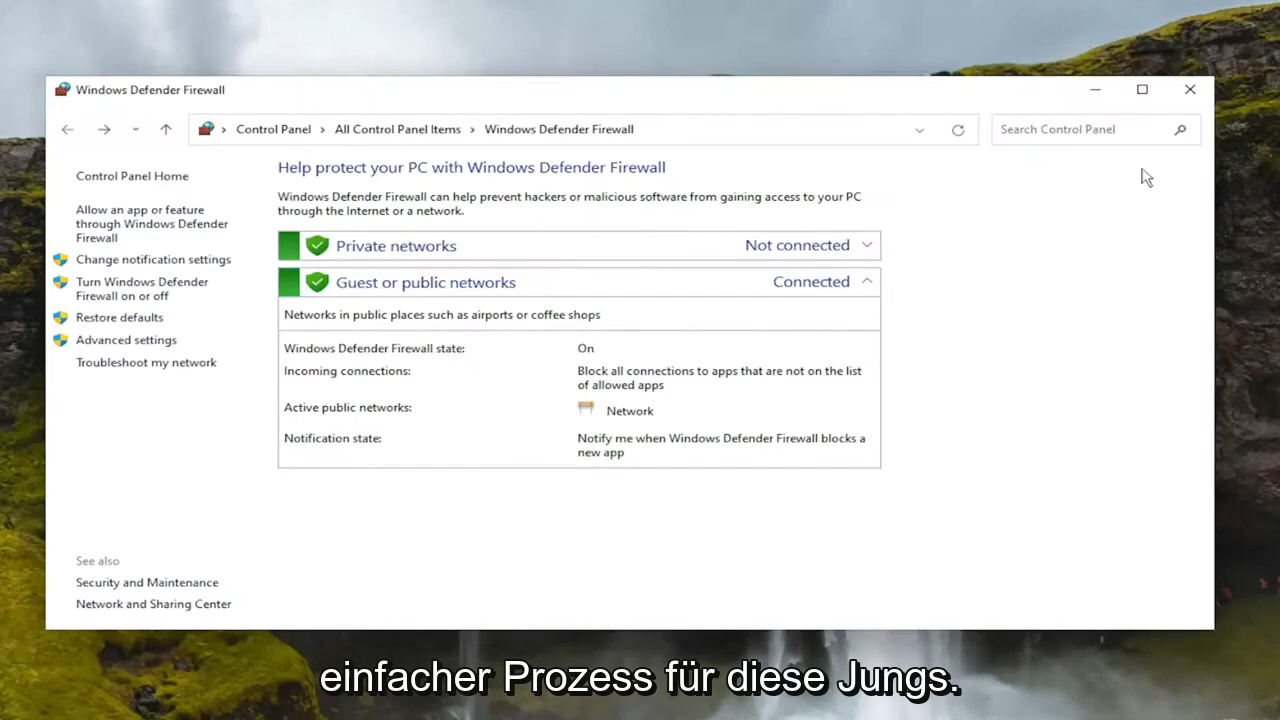 Windows Defender Firewall
Control Panel
All Control Panel Items
Windows Defender Firewall
Search Control Panel
Control Panel Home
Allow an app or feature
through Windows Defender
Firewall
Change notification settings
Turn Windows Defender
Firewall on or off
Restore defaults
Advanced settings
Troubleshoot my network
Help protect your PC with Windows Defender Firewall
Windows Defender Firewall can help prevent hackers or malicious software from gaining access to your PC
through the Internet or a network.
Private networks Not connected
Guest or public networks Connected
Networks in public places such as airports or coffee shops
Windows Defender Firewall state: On
Incoming connections: Block all connections to apps that are not on the list
of allowed apps
Active public networks: Network
Notification state: Notify me when Windows Defender Firewall blocks a
new app
See also
Security and Maintenance
Network and Sharing Center
einfacher Prozess für diese Jungs.